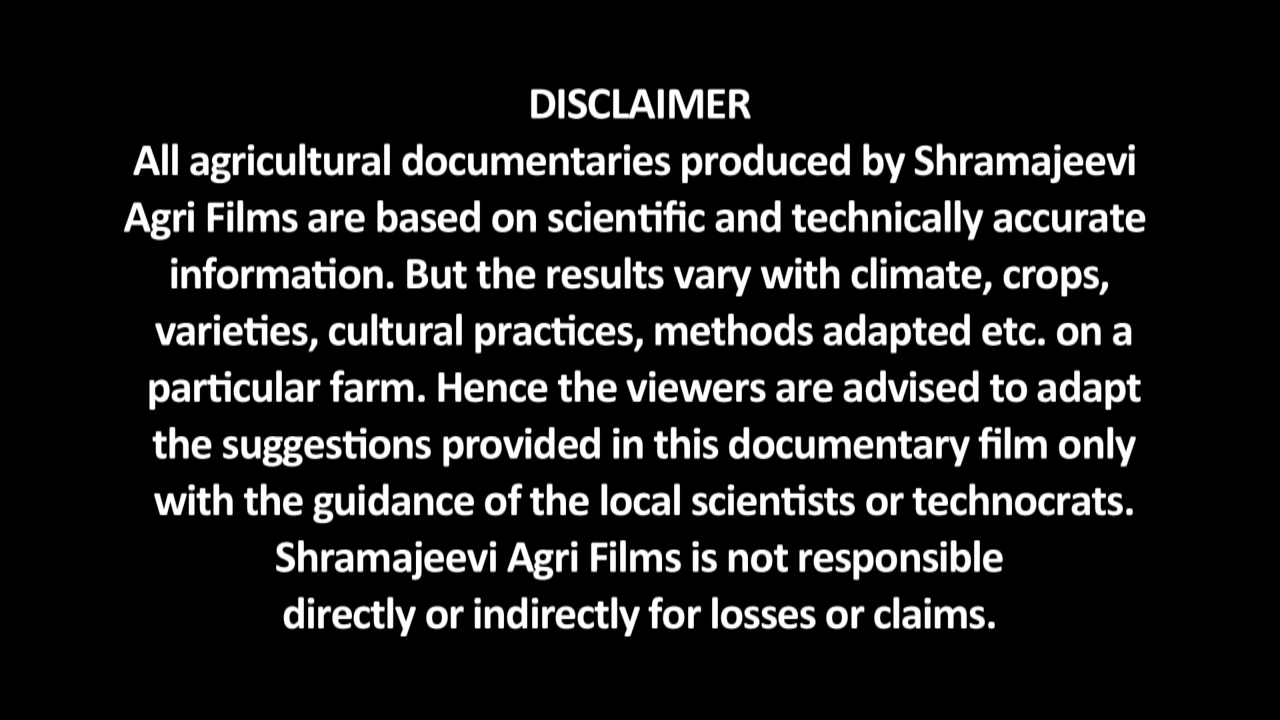 DISCLAIMER
All agricultural documentaries produced by Shramajeevi
Agri Films are based on scientific and technically accurate
information. But the results vary with climate, crops,
varieties, cultural practices, methods adapted etc. on a
particular farm. Hence the viewers are advised to adapt
the suggestions provided in this documentary film only
with the guidance of the local scientists or technocrats.
Shramajeevi Agri Films is not responsible
directly or indirectly for losses or claims.